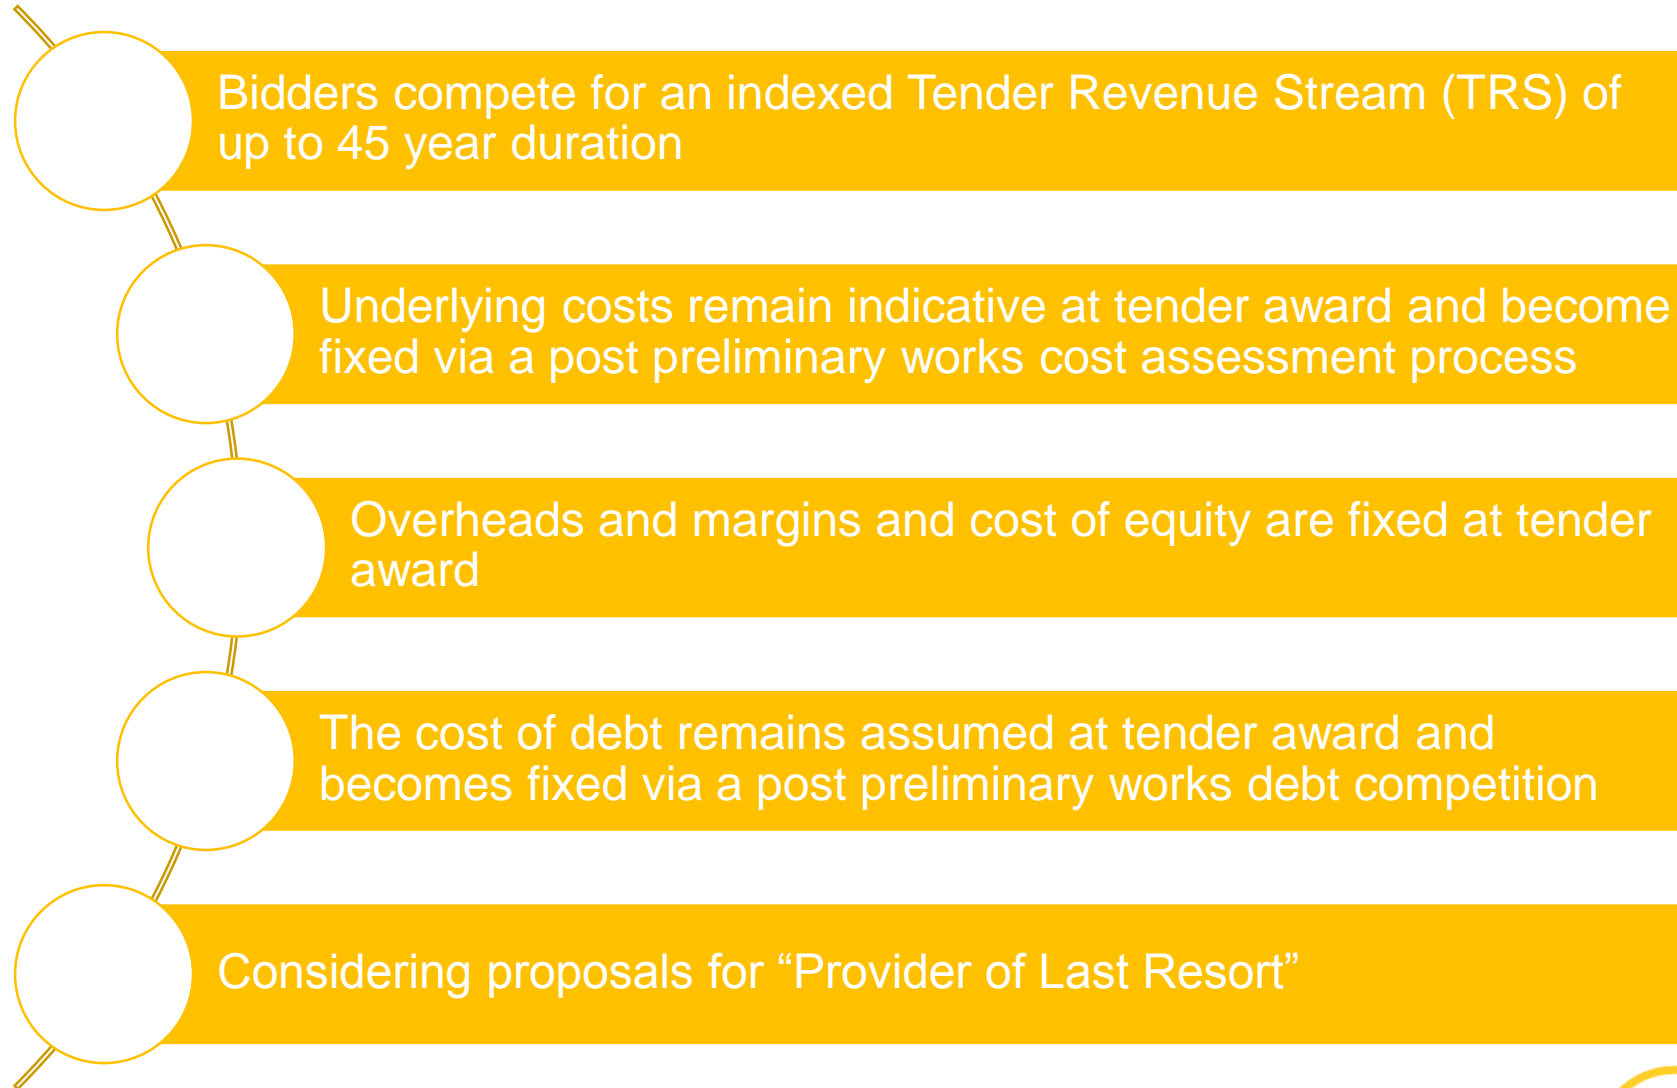 Bidders compete for an indexed Tender Revenue Stream (TRS) of
up to 45 year duration
Underlying costs remain indicative at tender award and become
fixed via a post preliminary works cost assessment process
Overheads and margins and cost of equity are fixed at tender
award
The cost of debt remains assumed at tender award and
becomes fixed via a post preliminary works debt competition
Considering proposals for “Provider of Last Resort”